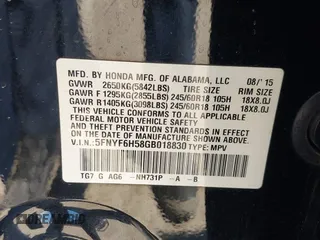 MFD. BY HONDA MFG. OF ALABAMA, LLC 08/'15
GVWR 2650KG(5842LBS) TIRE SIZE RIM SIZE
GAWR F 1295KG(2855LBS) 245/60R18 105H 18X8.0J
GAWR R 1405KG(3098LBS) 245/60R18 105H 18X8.0J
THIS VEHICLE CONFORMS TO ALL APPLICABLE
FEDERAL MOTOR VEHICLE SAFETY AND
THEFT PREVENTION STANDARDS IN EFFECT ON
THE DATE OF MANUFACTURE SHOWN ABOVE.
V.I.N.: 5FNYF6H58GB018830 TYPE: MPV
TG7 G AG6 NH731P -A -B
DREAMBID